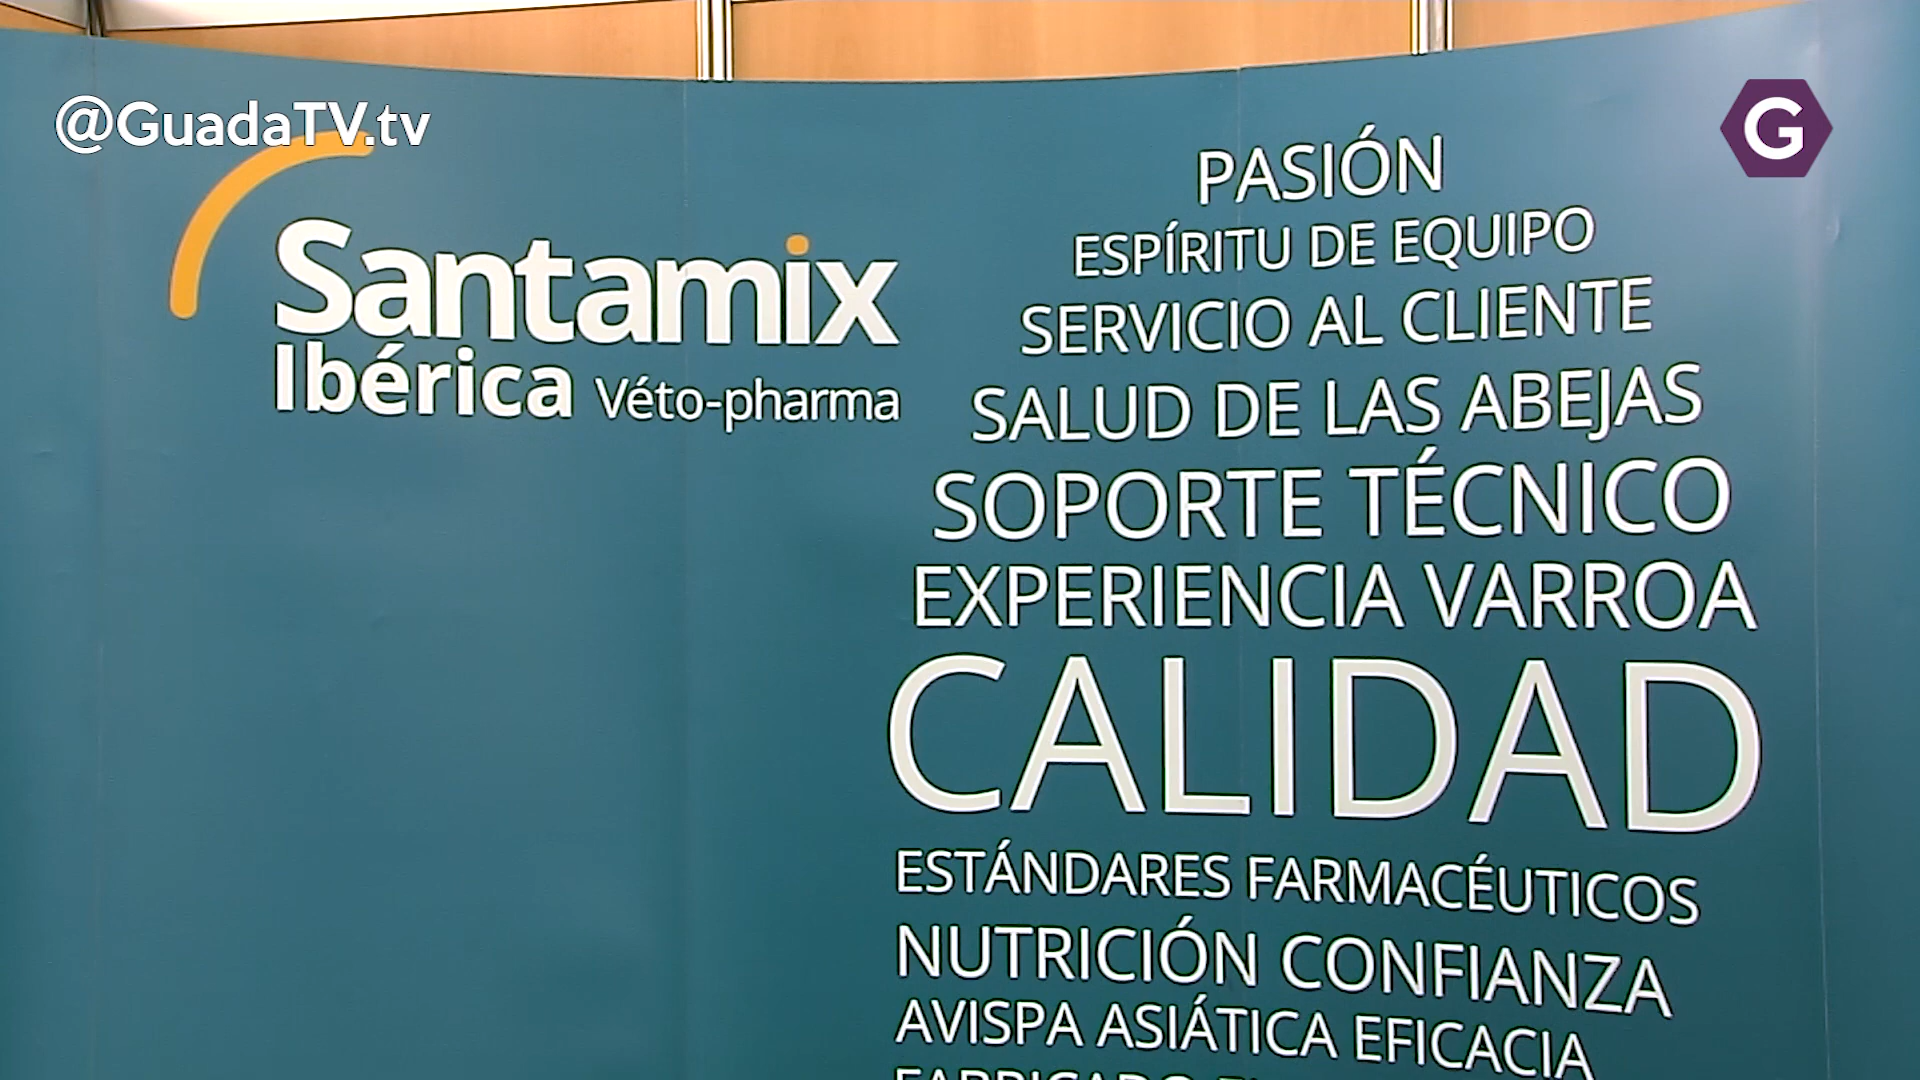 @GuadaTV.tv
G
Santamix
Ibérica Véto-pharma
PASIÓN
ESPÍRITU DE EQUIPO
SERVICIO AL CLIENTE
SALUD DE LAS ABEJAS
SOPORTE TÉCNICO
EXPERIENCIA VARROA
CALIDAD
ESTÁNDARES FARMACÉUTICOS
NUTRICIÓN CONFIANZA
AVISPA ASIÁTICA EFICACIA
FABRICADO